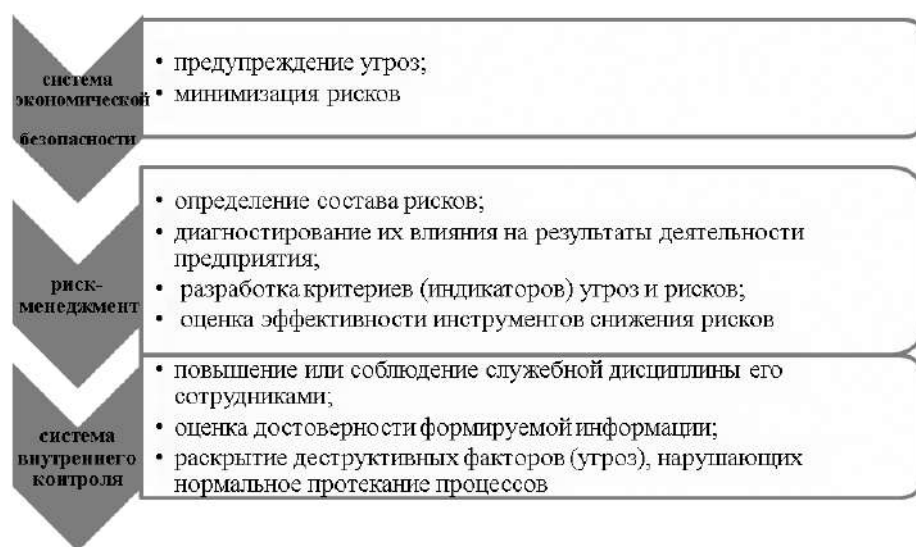 система
экономической
безопасности
• предупреждение угроз;
• минимизация рисков
риск-
менеджмент
• определение состава рисков;
• диагностирование их влияния на результаты деятельности
предприятия;
• разработка критериев (индикаторов) угроз и рисков;
• оценка эффективности инструментов снижения рисков
система
внутреннего
контроля
• повышение или соблюдение служебной дисциплины его
сотрудниками;
• оценка достоверности формируемой информации;
• раскрытие деструктивных факторов (угроз), нарушающих
нормальное протекание процессов